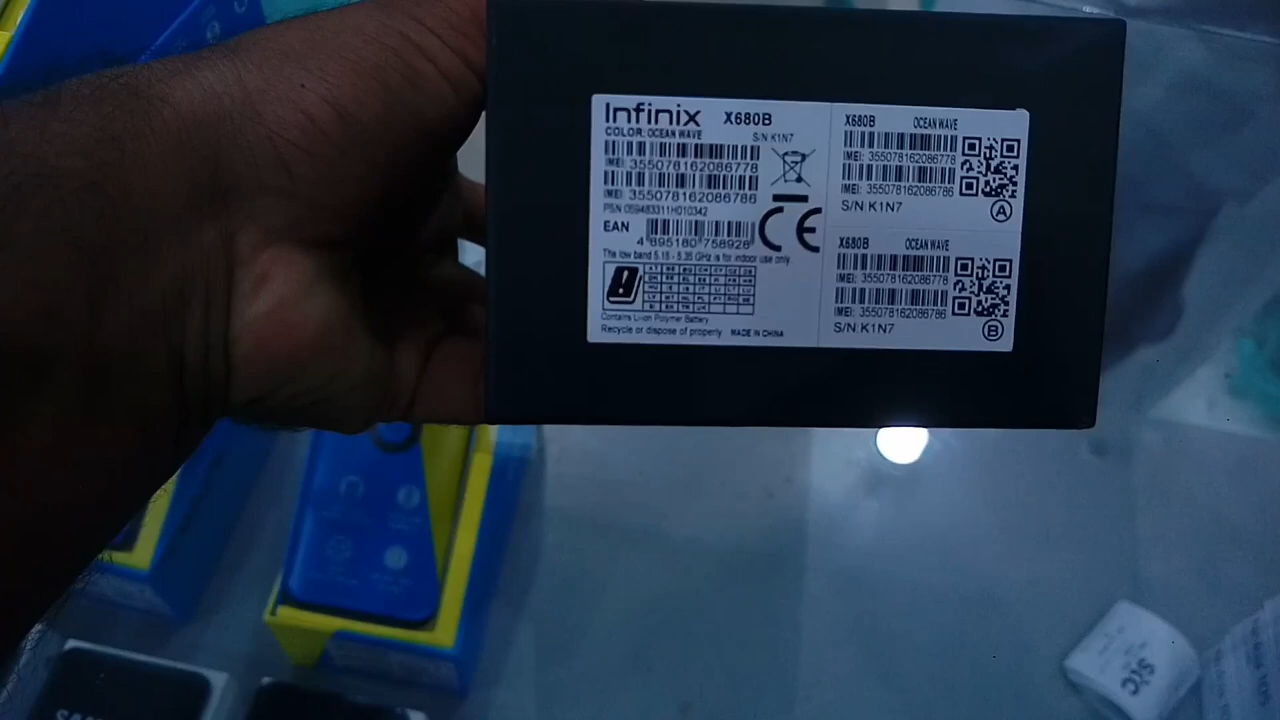 Infinix X680B
COLOR: OCEAN WAVE
S/N:K1N7
IMEI: 355078162086778
IMEI: 355078162086786
P/SN:059483311H010342
EAN
4 895180 758928
The low band 5.15 - 5.35 GHz is for indoor use only
Contains Li-ion Polymer Battery
Recycle or dispose of properly MADE IN CHINA
X680B OCEAN WAVE
IMEI: 355078162086778
IMEI: 355078162086786
S/N:K1N7
A
X680B OCEAN WAVE
IMEI: 355078162086778
IMEI: 355078162086786
S/N:K1N7
B